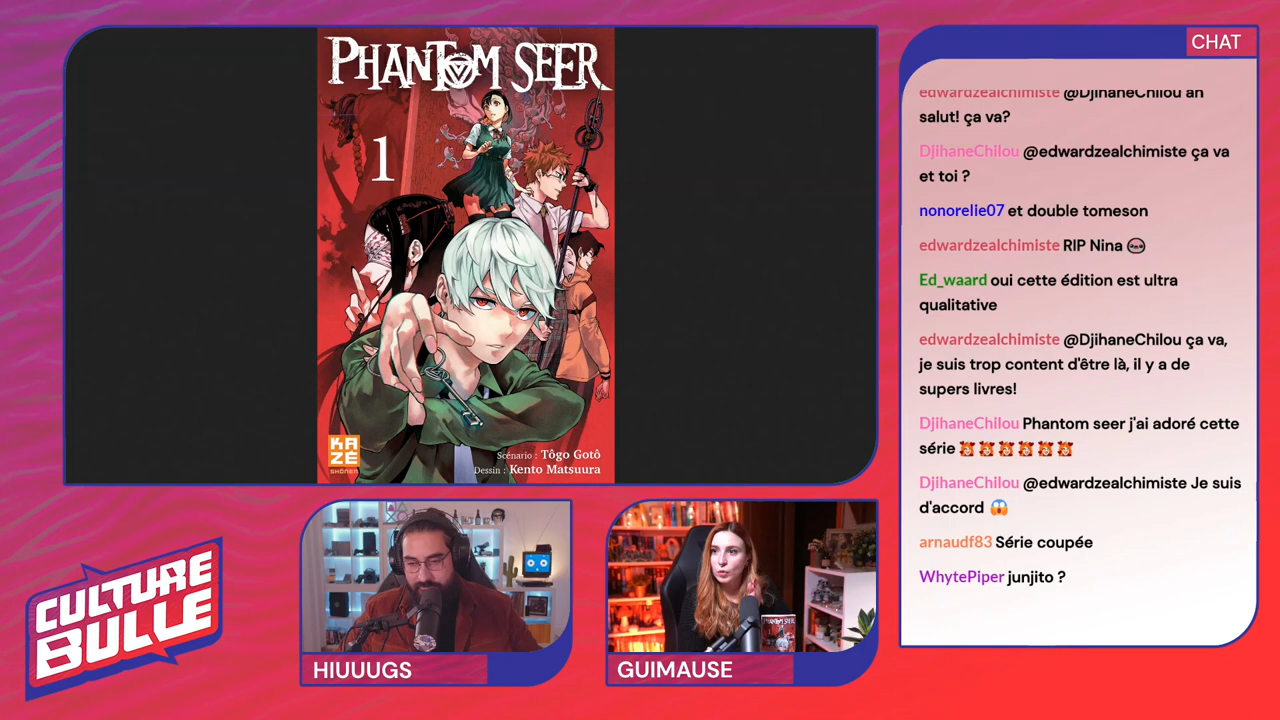 PHANTOM SEER
1
KAZÉ
SHÔNEN
Scénario : Tôgo Gotô
Dessin : Kento Matsuura
CULTURE
BULLE
HIUUUGS
PHANTOM SEER
GUIMAUSE
CHAT
edwardzealchimiste @DjihaneChilou ah
salut! ça va?
DjihaneChilou @edwardzealchimiste ça va
et toi ?
nonorelie07 et double tomeson
edwardzealchimiste RIP Nina
Ed_waard oui cette édition est ultra
qualitative
edwardzealchimiste @DjihaneChilou ça va,
je suis trop content d'être là, il y a de
supers livres!
DjihaneChilou Phantom seer j'ai adoré cette
série
DjihaneChilou @edwardzealchimiste Je suis
d'accord 😱
arnaudf83 Série coupée
WhytePiper junjito ?